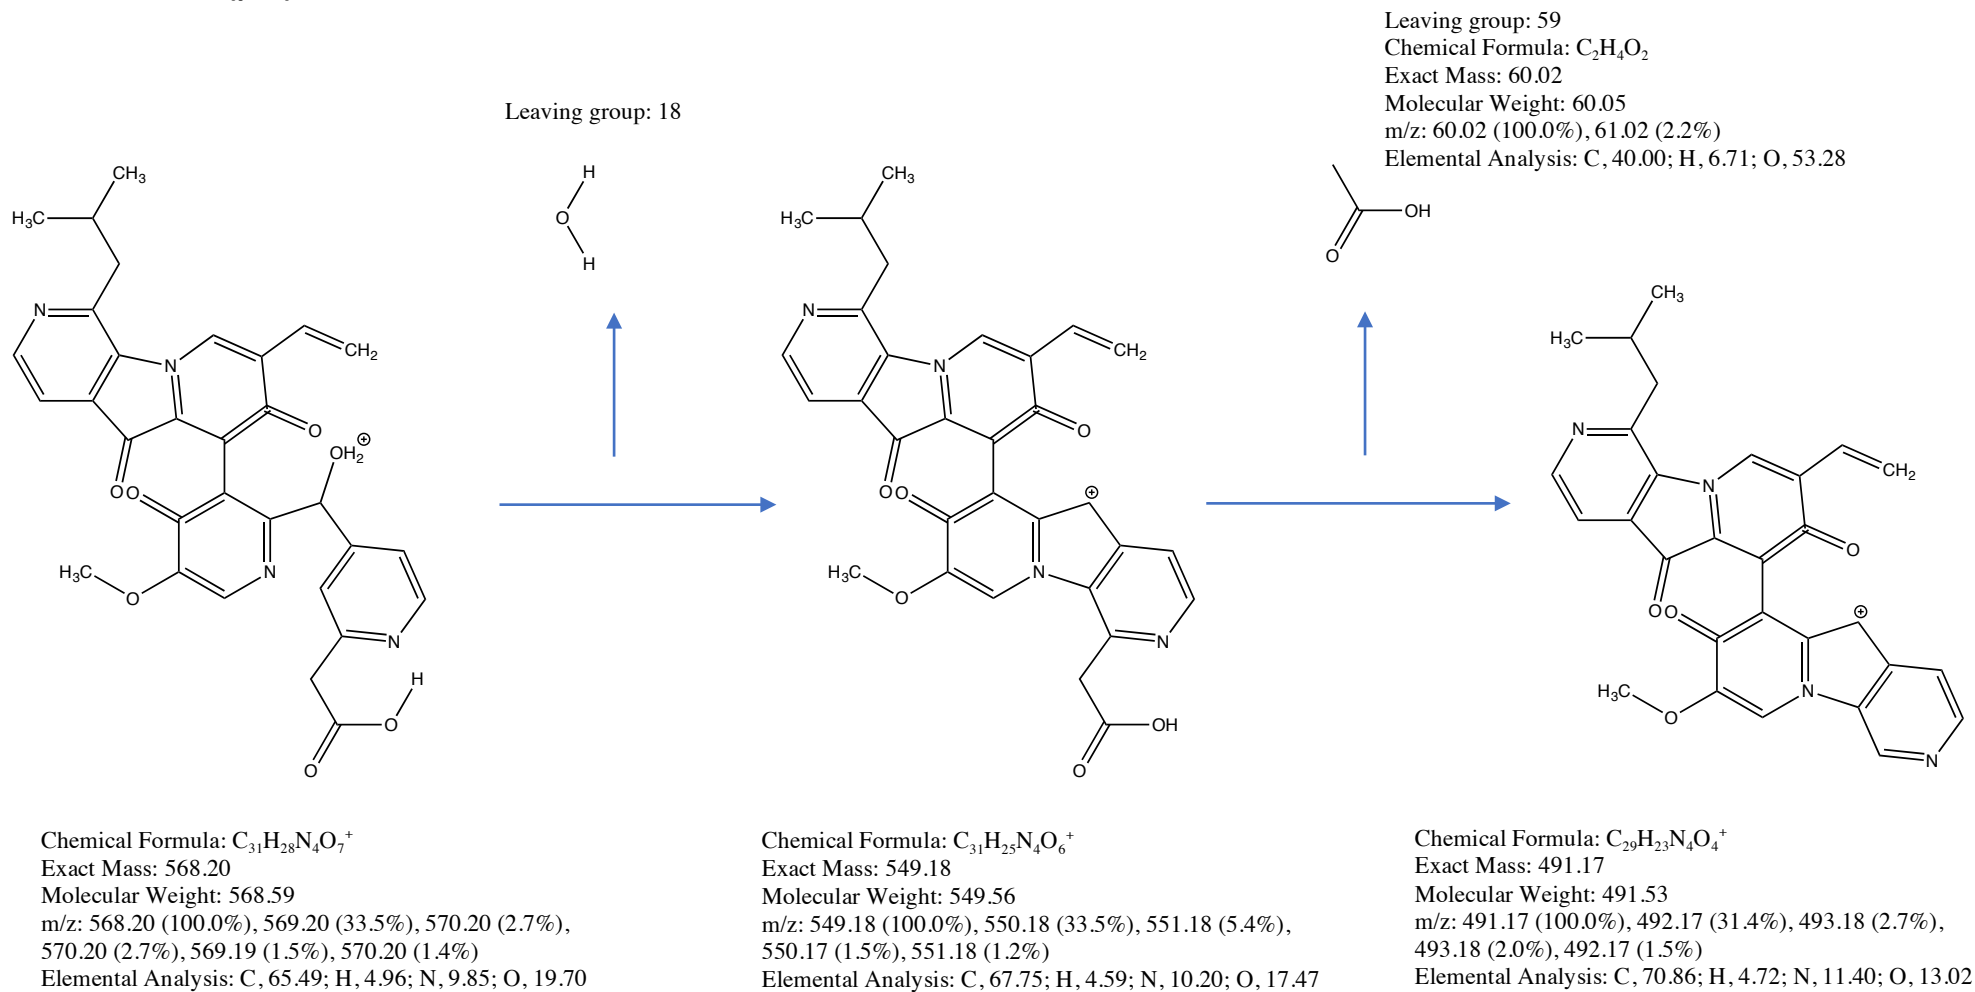 Leaving group: 59
Chemical Formula: C₂H₄O₂
Exact Mass: 60.02
Molecular Weight: 60.05
m/z: 60.02 (100.0%), 61.02 (2.2%)
Elemental Analysis: C, 40.00; H, 6.71; O, 53.28
Leaving group: 18
CH₃
H₃C
N
N
CH₂
O
O
O
OH₂
⊕
N
H₃C
O
N
O
H
O
H
O
H
CH₃
H₃C
N
N
CH₂
O
O
O
⊕
N
H₃C
O
N
OH
O
OH
O
CH₃
H₃C
N
N
CH₂
O
O
O
⊕
N
H₃C
O
N
Chemical Formula: C₃₁H₂₈N₄O₇⁺
Exact Mass: 568.20
Molecular Weight: 568.59
m/z: 568.20 (100.0%), 569.20 (33.5%), 570.20 (2.7%),
570.20 (2.7%), 569.19 (1.5%), 570.20 (1.4%)
Elemental Analysis: C, 65.49; H, 4.96; N, 9.85; O, 19.70
Chemical Formula: C₃₁H₂₅N₄O₆⁺
Exact Mass: 549.18
Molecular Weight: 549.56
m/z: 549.18 (100.0%), 550.18 (33.5%), 551.18 (5.4%),
550.17 (1.5%), 551.18 (1.2%)
Elemental Analysis: C, 67.75; H, 4.59; N, 10.20; O, 17.47
Chemical Formula: C₂₉H₂₃N₄O₄⁺
Exact Mass: 491.17
Molecular Weight: 491.53
m/z: 491.17 (100.0%), 492.17 (31.4%), 493.18 (2.7%),
493.18 (2.0%), 492.17 (1.5%)
Elemental Analysis: C, 70.86; H, 4.72; N, 11.40; O, 13.02